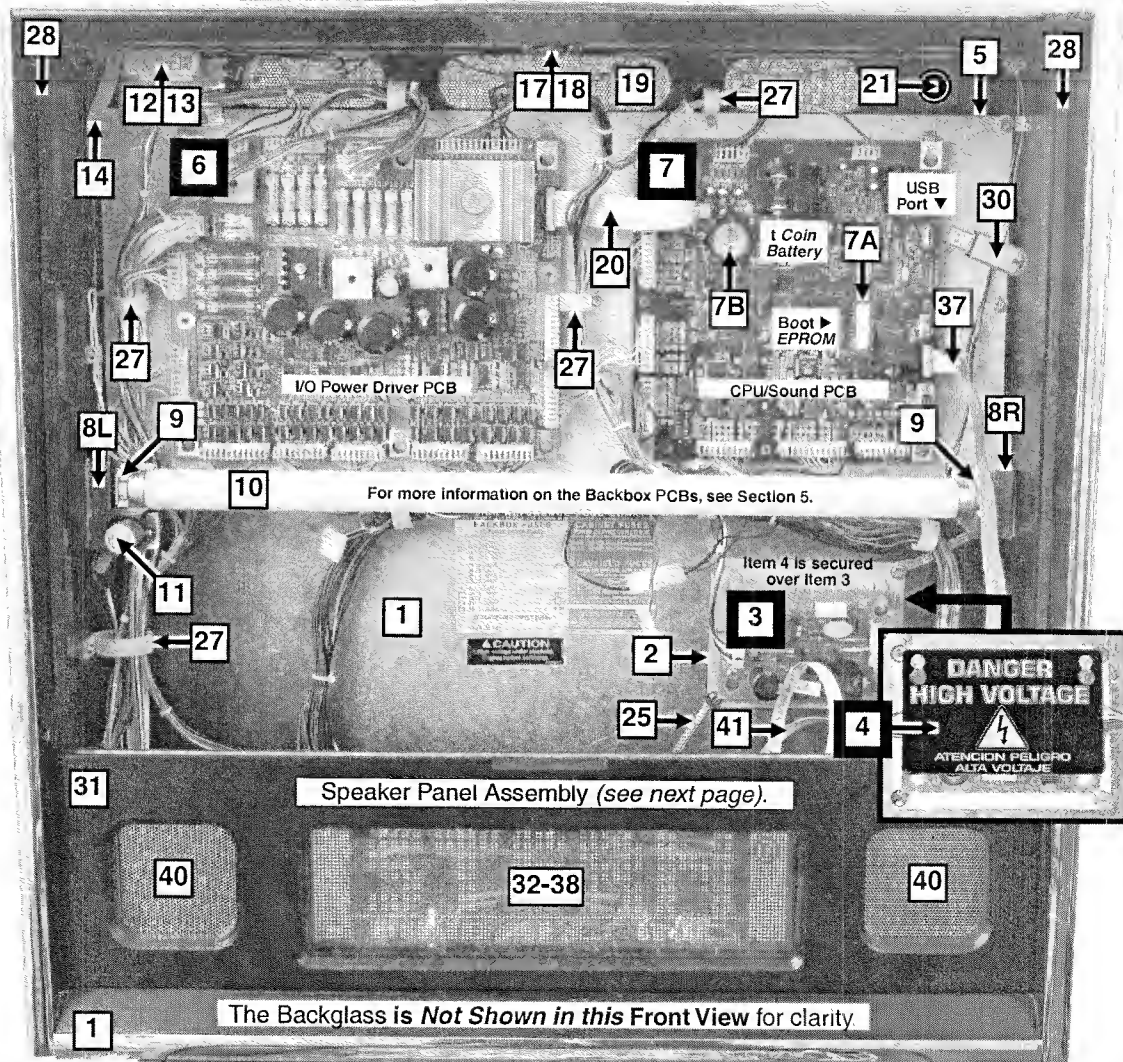 28
5
28
12 13
17 18
19
21
27
14
6
7
USB
Port ▼
30
20
t Coin
Battery
7A
7B
37
27
27
Boot ▶
EPROM
I/O Power Driver PCB
CPU/Sound PCB
8L
9
9
8R
10
For more information on the Backbox PCBs, see Section 5.
11
BACKBOX FUSES
CABINET FUSES
Item 4 is secured
over Item 3
1
3
27
CAUTION
2
25
41
4
DANGER
HIGH VOLTAGE
ATENCION PELIGRO
ALTA VOLTAJE
31
Speaker Panel Assembly (see next page).
40
32-38
40
1
The Backglass is Not Shown in this Front View for clarity.